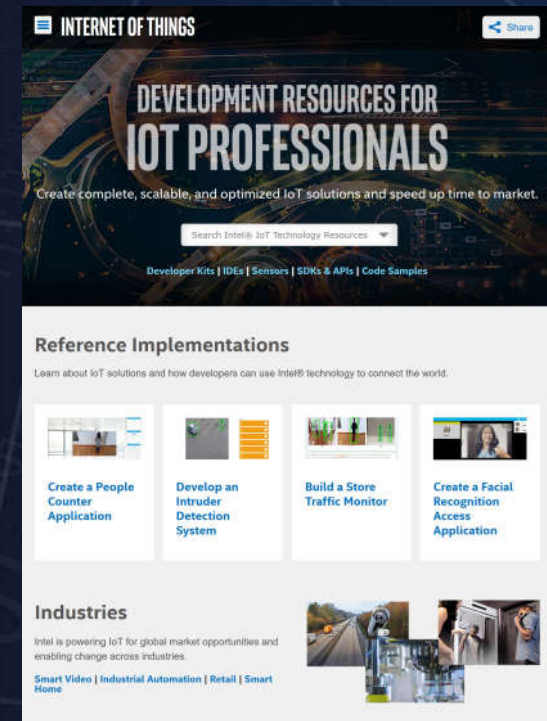 INTERNET OF THINGS
Share
DEVELOPMENT RESOURCES FOR
IOT PROFESSIONALS
Create complete, scalable, and optimized IoT solutions and speed up time to market.
Search Intel® IoT Technology Resources
Developer Kits | IDEs | Sensors | SDKs & APIs | Code Samples
Reference Implementations
Learn about IoT solutions and how developers can use Intel® technology to connect the world.
Create a People
Counter
Application
Develop an
Intruder
Detection
System
Build a Store
Traffic Monitor
Create a Facial
Recognition
Access
Application
Industries
Intel is powering IoT for global market opportunities and
enabling change across industries.
Smart Video | Industrial Automation | Retail | Smart
Home